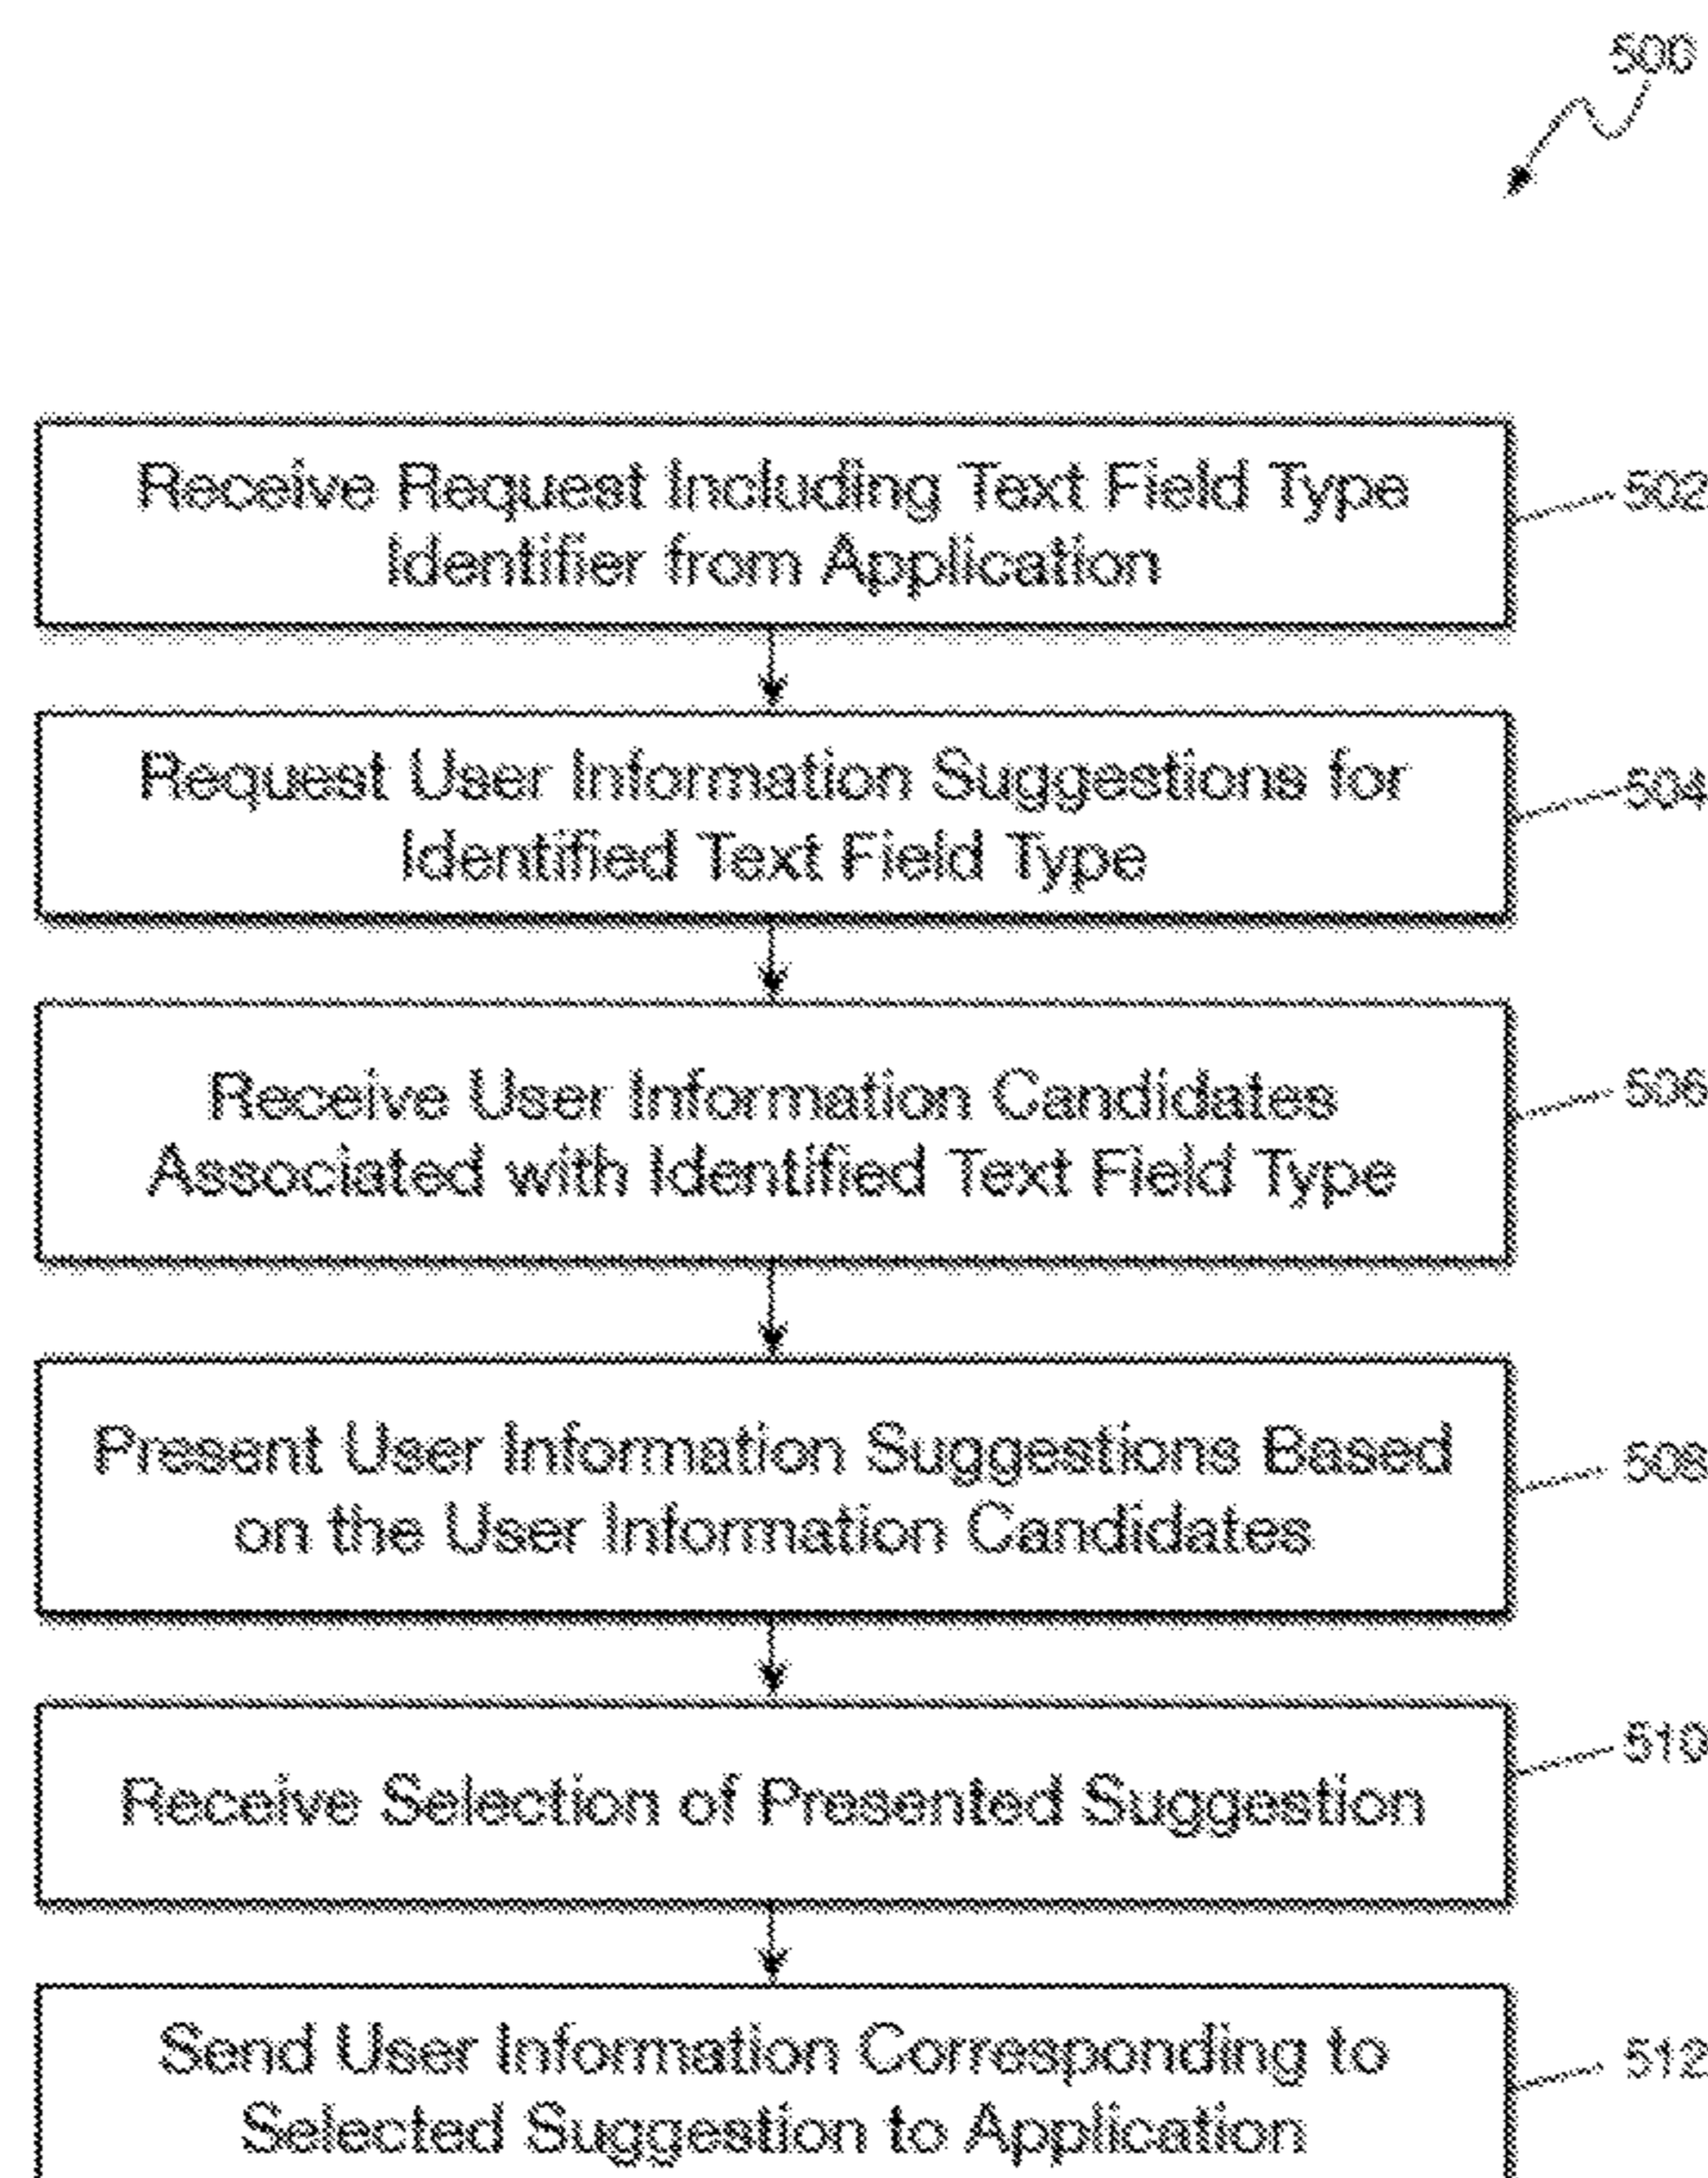 500
Receive Request Including Text Field Type
Identifier from Application
502
Request User Information Suggestions for
Identified Text Field Type
504
Receive User Information Candidates
Associated with Identified Text Field Type
506
Present User Information Suggestions Based
on the User Information Candidates
508
Receive Selection of Presented Suggestion
510
Send User Information Corresponding to
Selected Suggestion to Application
512